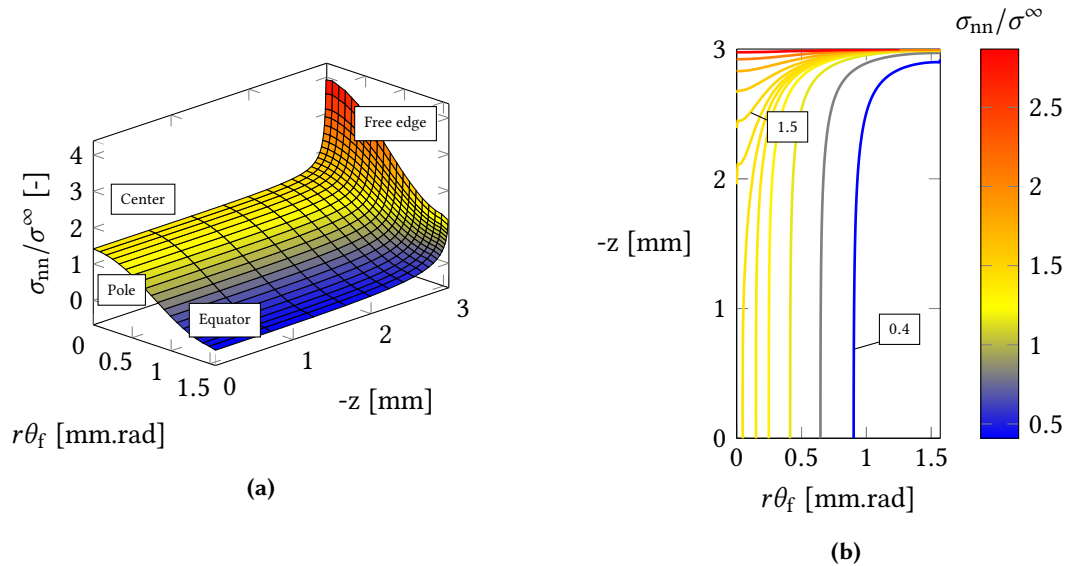 σnn/σ∞ [-]
4
3
2
1
0
Center
Pole
Equator
Free edge
0
0.5
1
1.5
0
1
2
3
rθf [mm.rad]
-z [mm]
(a)
σnn/σ∞
3
2
1
0
-z [mm]
1.5
0.4
0
0.5
1
1.5
rθf [mm.rad]
2.5
2
1.5
1
0.5
(b)